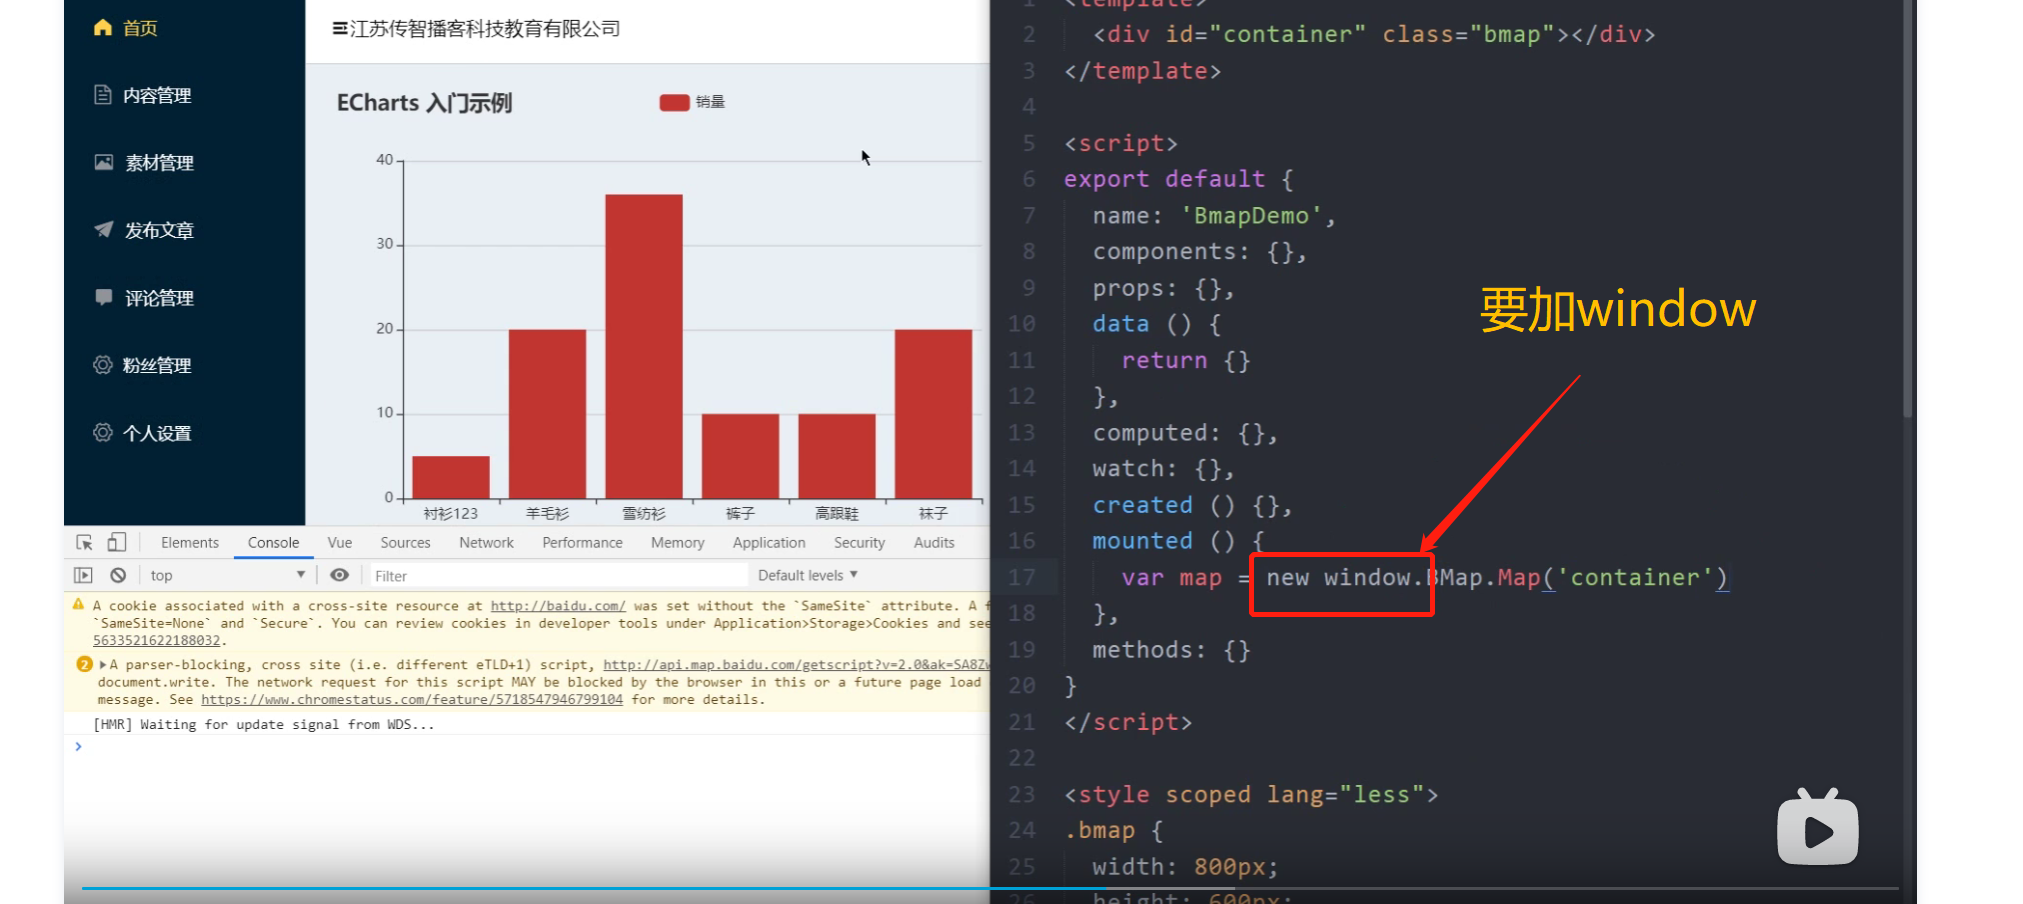 首页
内容管理
素材管理
发布文章
评论管理
粉丝管理
个人设置
江苏传智播客科技教育有限公司
ECharts 入门示例
销量
40
30
20
10
0
衬衫123 羊毛衫 雪纺衫 裤子 高跟鞋 袜子
Elements Console Vue Sources Network Performance Memory Application Security Audits
top Filter Default levels
A cookie associated with a cross-site resource at http://baidu.com/ was set without the `SameSite` attribute. A f
`SameSite=None` and `Secure`. You can review cookies in developer tools under Application>Storage>Cookies and see
5633521622188032.
2 A parser-blocking, cross site (i.e. different eTLD+1) script, http://api.map.baidu.com/getscript?v=2.0&ak=SA8Zw
document.write. The network request for this script MAY be blocked by the browser in this or a future page load
message. See https://www.chromestatus.com/feature/5718547946799104 for more details.
[HMR] Waiting for update signal from WDS...
1 <template>
2 <div id="container" class="bmap"></div>
3 </template>
4
5 <script>
6 export default {
7 name: 'BmapDemo',
8 components: {},
9 props: {},
10 data () {
11 return {}
12 },
13 computed: {},
14 watch: {},
15 created () {},
16 mounted () {
17 var map = new window.BMap.Map('container')
18 },
19 methods: {}
20 }
21 </script>
22
23 <style scoped lang="less">
24 .bmap {
25 width: 800px;
26 height: 600px;
要加window